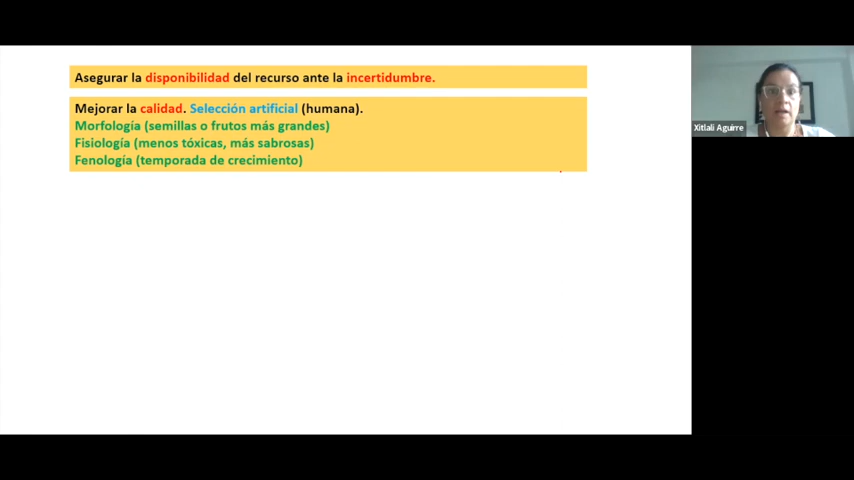 Asegurar la disponibilidad del recurso ante la incertidumbre.
Mejorar la calidad. Selección artificial (humana).
Morfología (semillas o frutos más grandes)
Fisiología (menos tóxicas, más sabrosas)
Fenología (temporada de crecimiento)
Xitlali Aguirre